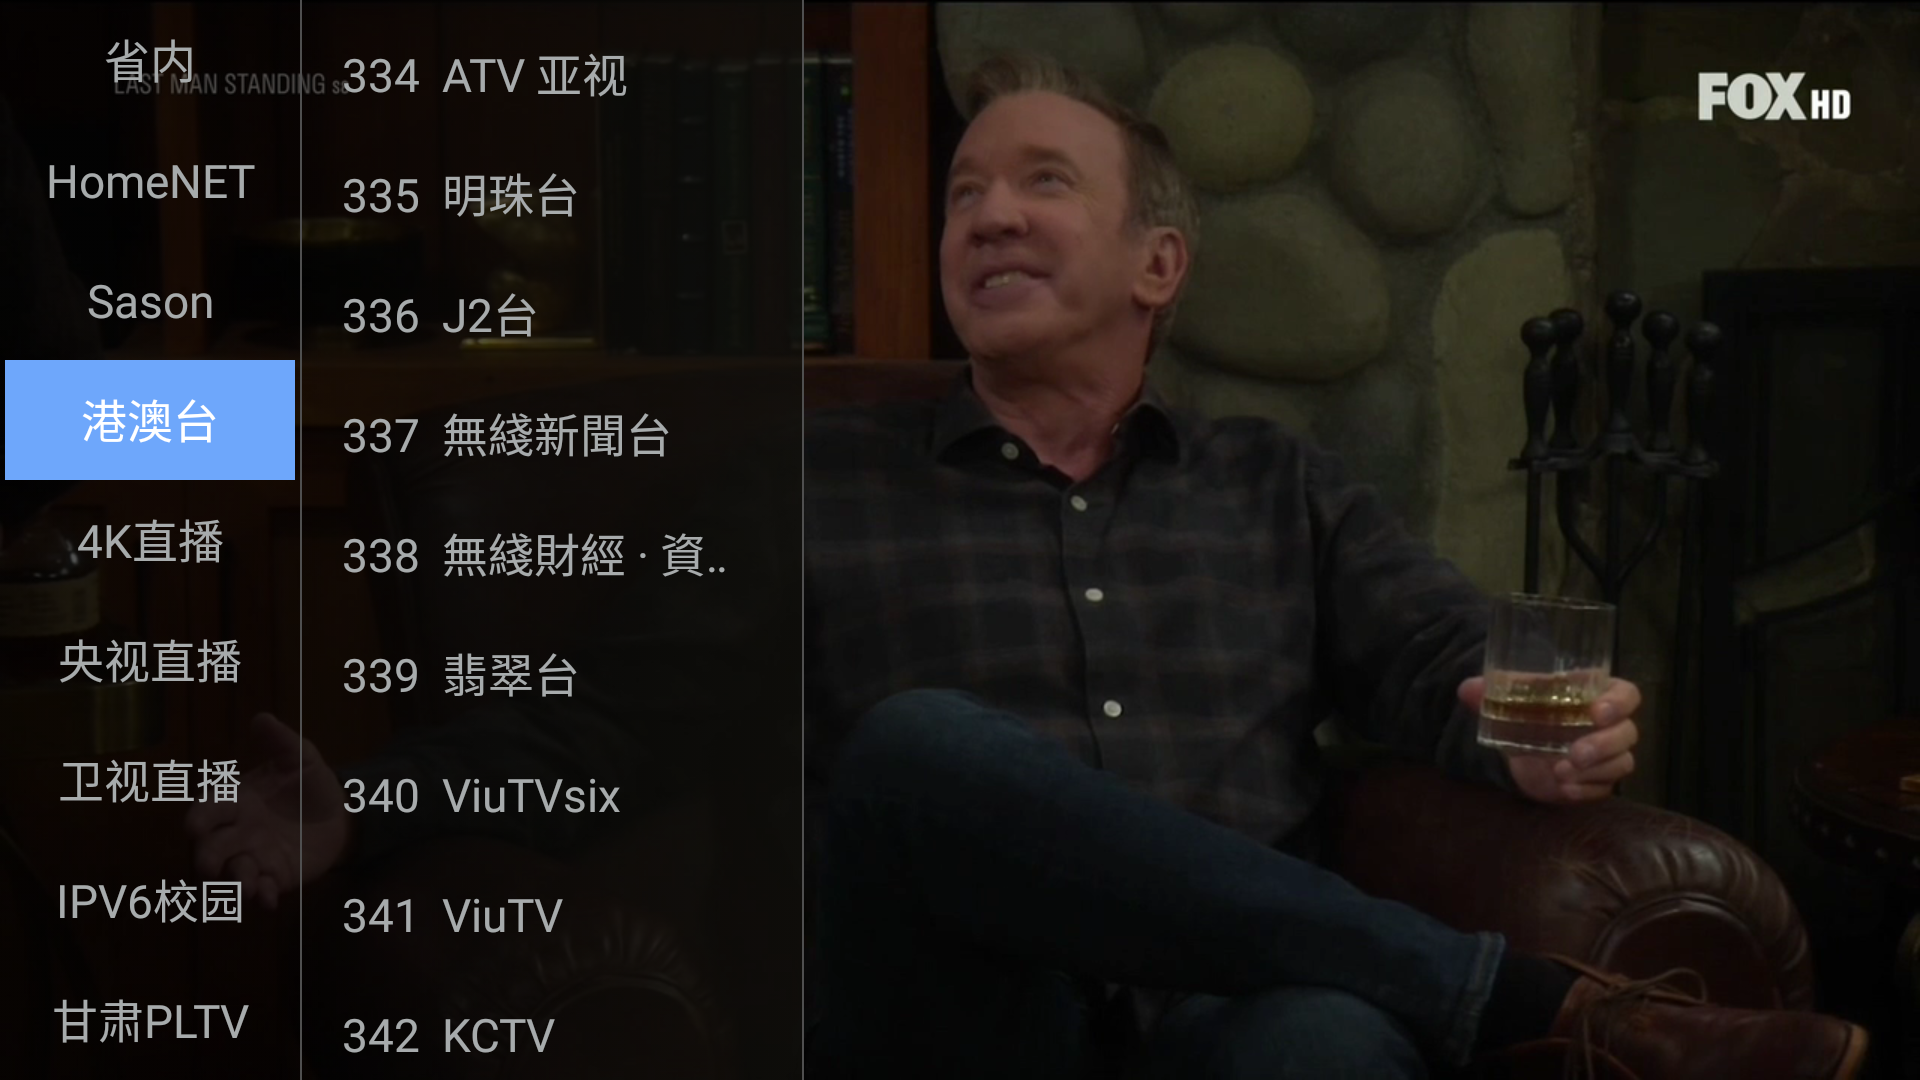 省内
LAST MAN STANDING
HomeNET
Sason
港澳台
4K直播
央视直播
卫视直播
IPV6校园
甘肃PLTV
334 ATV 亚视
335 明珠台
336 J2台
337 無綫新聞台
338 無綫財經 · 資..
339 翡翠台
340 ViuTVsix
341 ViuTV
342 KCTV
FOX HD